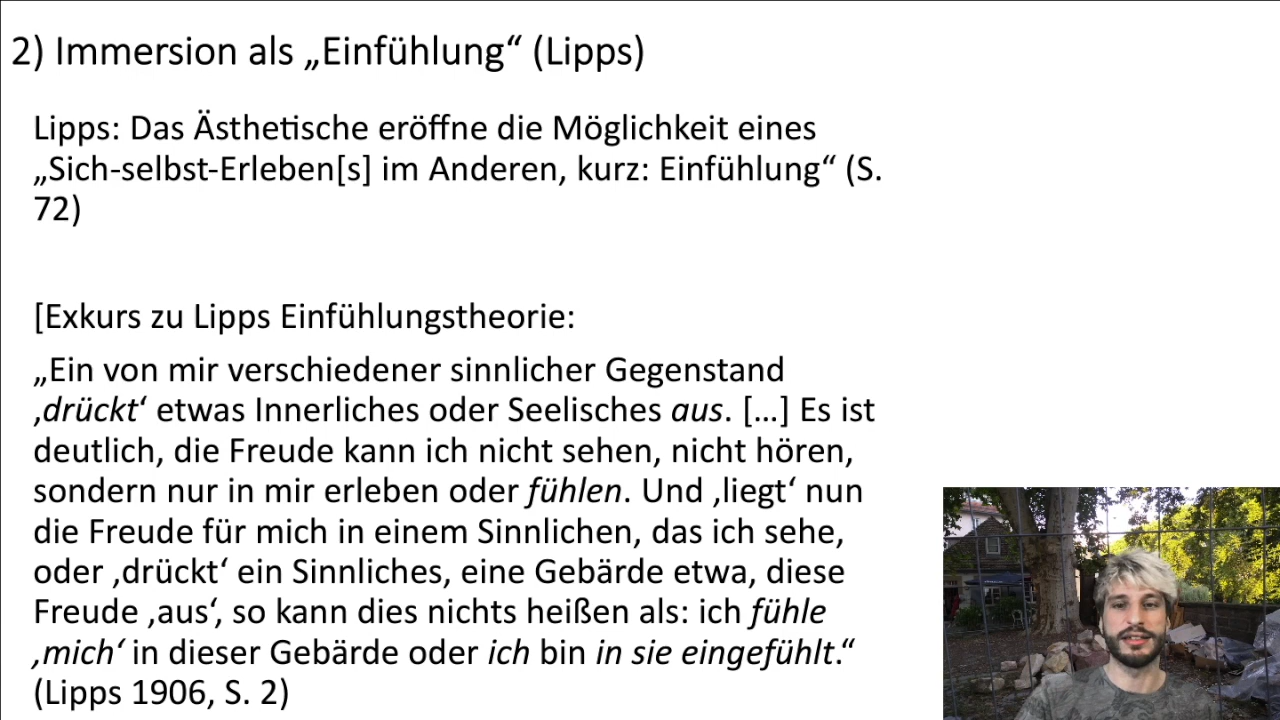 2) Immersion als „Einfühlung“ (Lipps)
Lipps: Das Ästhetische eröffne die Möglichkeit eines
„Sich-selbst-Erleben[s] im Anderen, kurz: Einfühlung“ (S.
72)
[Exkurs zu Lipps Einfühlungstheorie:
„Ein von mir verschiedener sinnlicher Gegenstand
‚drückt‘ etwas Innerliches oder Seelisches aus. […] Es ist
deutlich, die Freude kann ich nicht sehen, nicht hören,
sondern nur in mir erleben oder fühlen. Und ‚liegt‘ nun
die Freude für mich in einem Sinnlichen, das ich sehe,
oder ‚drückt‘ ein Sinnliches, eine Gebärde etwa, diese
Freude ‚aus‘, so kann dies nichts heißen als: ich fühle
‚mich‘ in dieser Gebärde oder ich bin in sie eingefühlt.“
(Lipps 1906, S. 2)